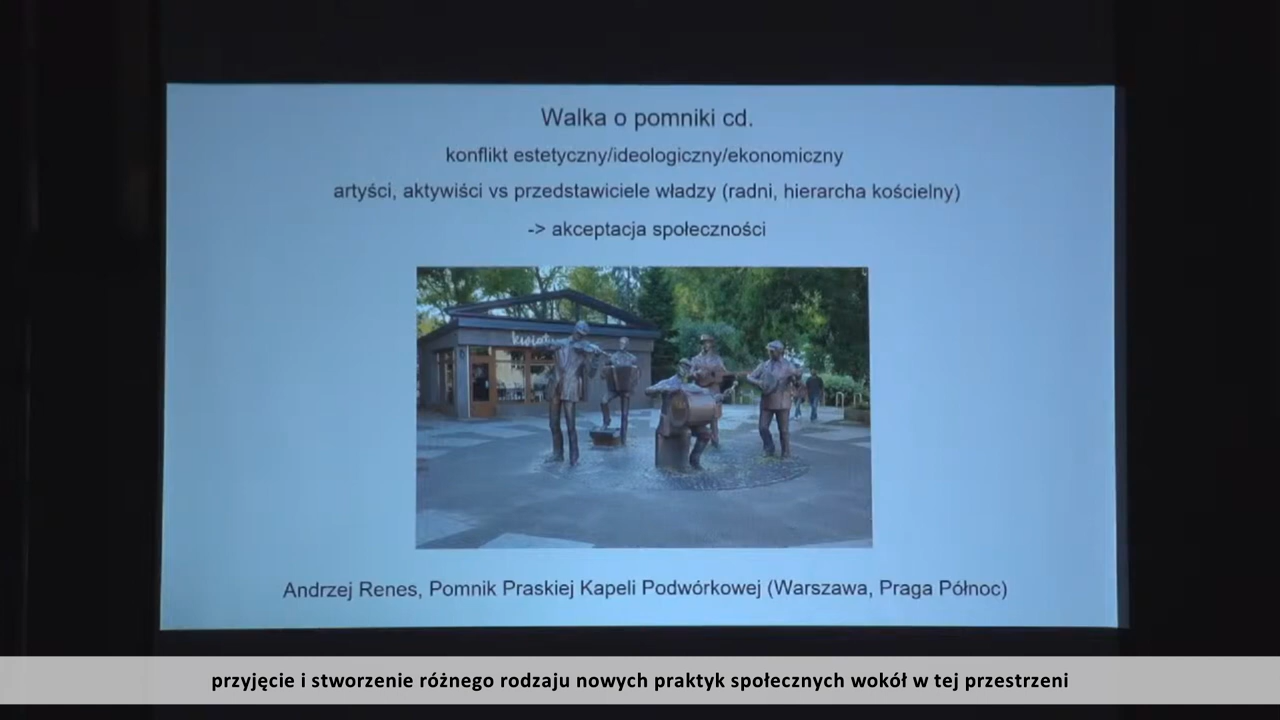 Walka o pomniki cd.
konflikt estetyczny/ideologiczny/ekonomiczny
artyści, aktywiści vs przedstawiciele władzy (radni, hierarcha kościelny)
-> akceptacja społeczności
kwiaty
Andrzej Renes, Pomnik Praskiej Kapeli Podwórkowej (Warszawa, Praga Północ)
przyjęcie i stworzenie różnego rodzaju nowych praktyk społecznych wokół w tej przestrzeni